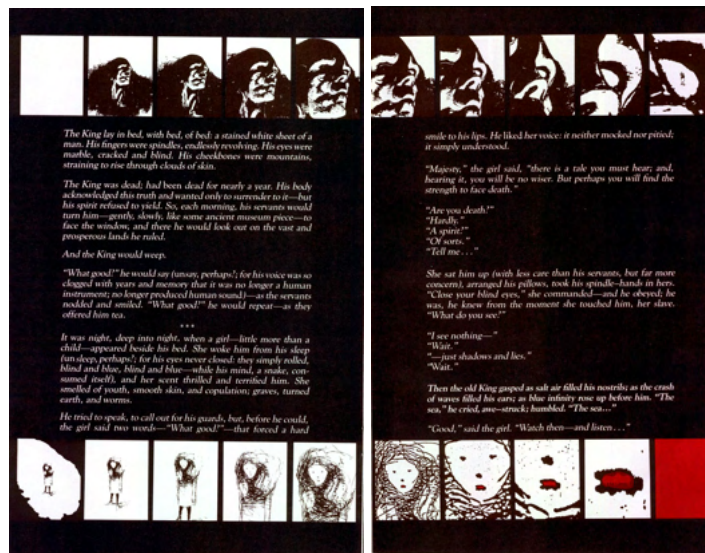 The King lay in bed, with bed, of bed: a stained white sheet of a
man. His fingers were spindles, endlessly revolving. His eyes were
marble, cracked and blind. His cheekbones were mountains,
straining to rise through clouds of skin.
The King was dead; had been dead for nearly a year. His body
acknowledged this truth and wanted only to surrender to it—but
his spirit refused to yield. So, each morning, his servants would
turn him—gently, slowly, like some ancient museum piece—to
face the window; and there he would look out on the vast and
prosperous lands he ruled.
And the King would weep.
"What good?" he would say (unsay, perhaps?; for his voice was so
clogged with years and memory that it was no longer a human
instrument; no longer produced human sound)—as the servants
nodded and smiled. "What good?" he would repeat—as they
offered him tea.
* * *
It was night, deep into night, when a girl—little more than a
child—appeared beside his bed. She woke him from his sleep
(un sleep, perhaps?; for his eyes never closed: they simply rolled,
blind and blue, blind and blue—while his mind, a snake, con-
sumed itself), and her scent thrilled and terrified him. She
smelled of youth, smooth skin, and copulation; graves, turned
earth, and worms.
He tried to speak, to call out for his guards, but, before he could,
the girl said two words—"What good?"—that forced a hard
smile to his lips. He liked her voice: it neither mocked nor pitied;
it simply understood.
"Majesty," the girl said, "there is a tale you must hear; and,
hearing it, you will be no wiser. But perhaps you will find the
strength to face death."
"Are you death?"
"Hardly."
"A spirit?"
"Of sorts."
"Tell me . . ."
She sat him up (with less care than his servants, but far more
concern), arranged his pillows, took his spindle-hands in hers.
"Close your blind eyes," she commanded—and he obeyed; he
was, he knew from the moment she touched him, her slave.
"What do you see?"
"I see nothing—"
"Wait."
"—just shadows and lies."
"Wait."
Then the old King gasped as salt air filled his nostrils; as the crash
of waves filled his ears; as blue infinity rose up before him. "The
sea," he cried, awe-struck; humbled. "The sea..."
"Good," said the girl. "Watch then—and listen . . ."